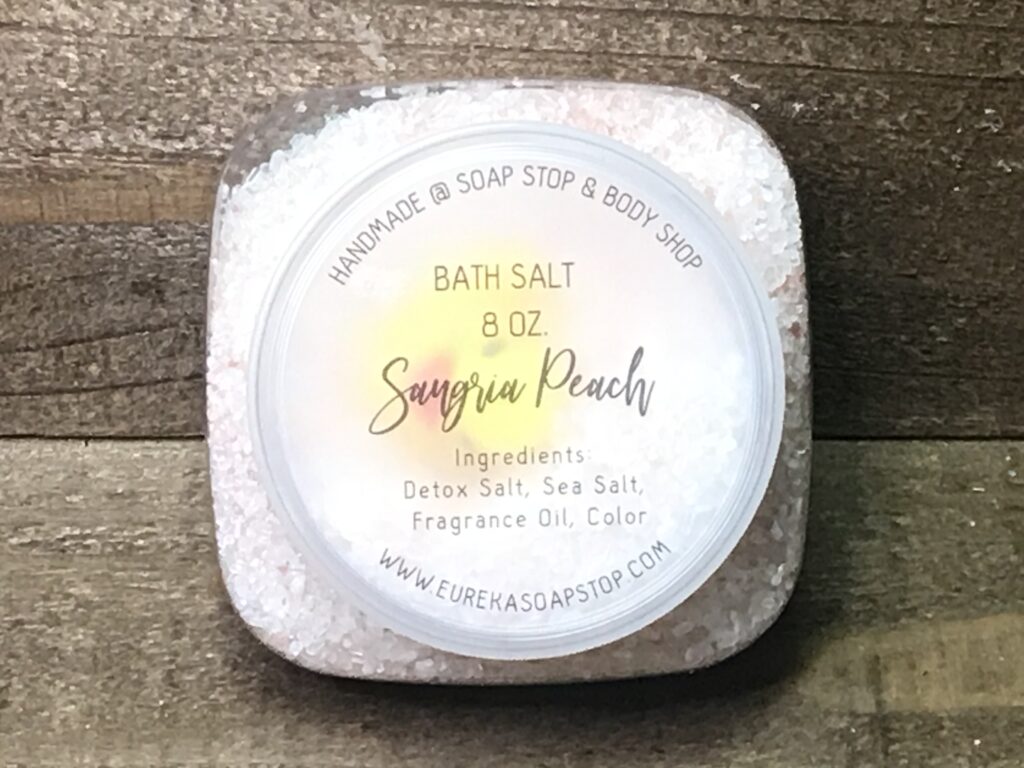 HANDMADE @ SOAP STOP & BODY SHOP
BATH SALT
8 OZ.
Sangria Peach
Ingredients:
Detox Salt, Sea Salt,
Fragrance Oil, Color
WWW.EUREKASOAPSTOP.COM